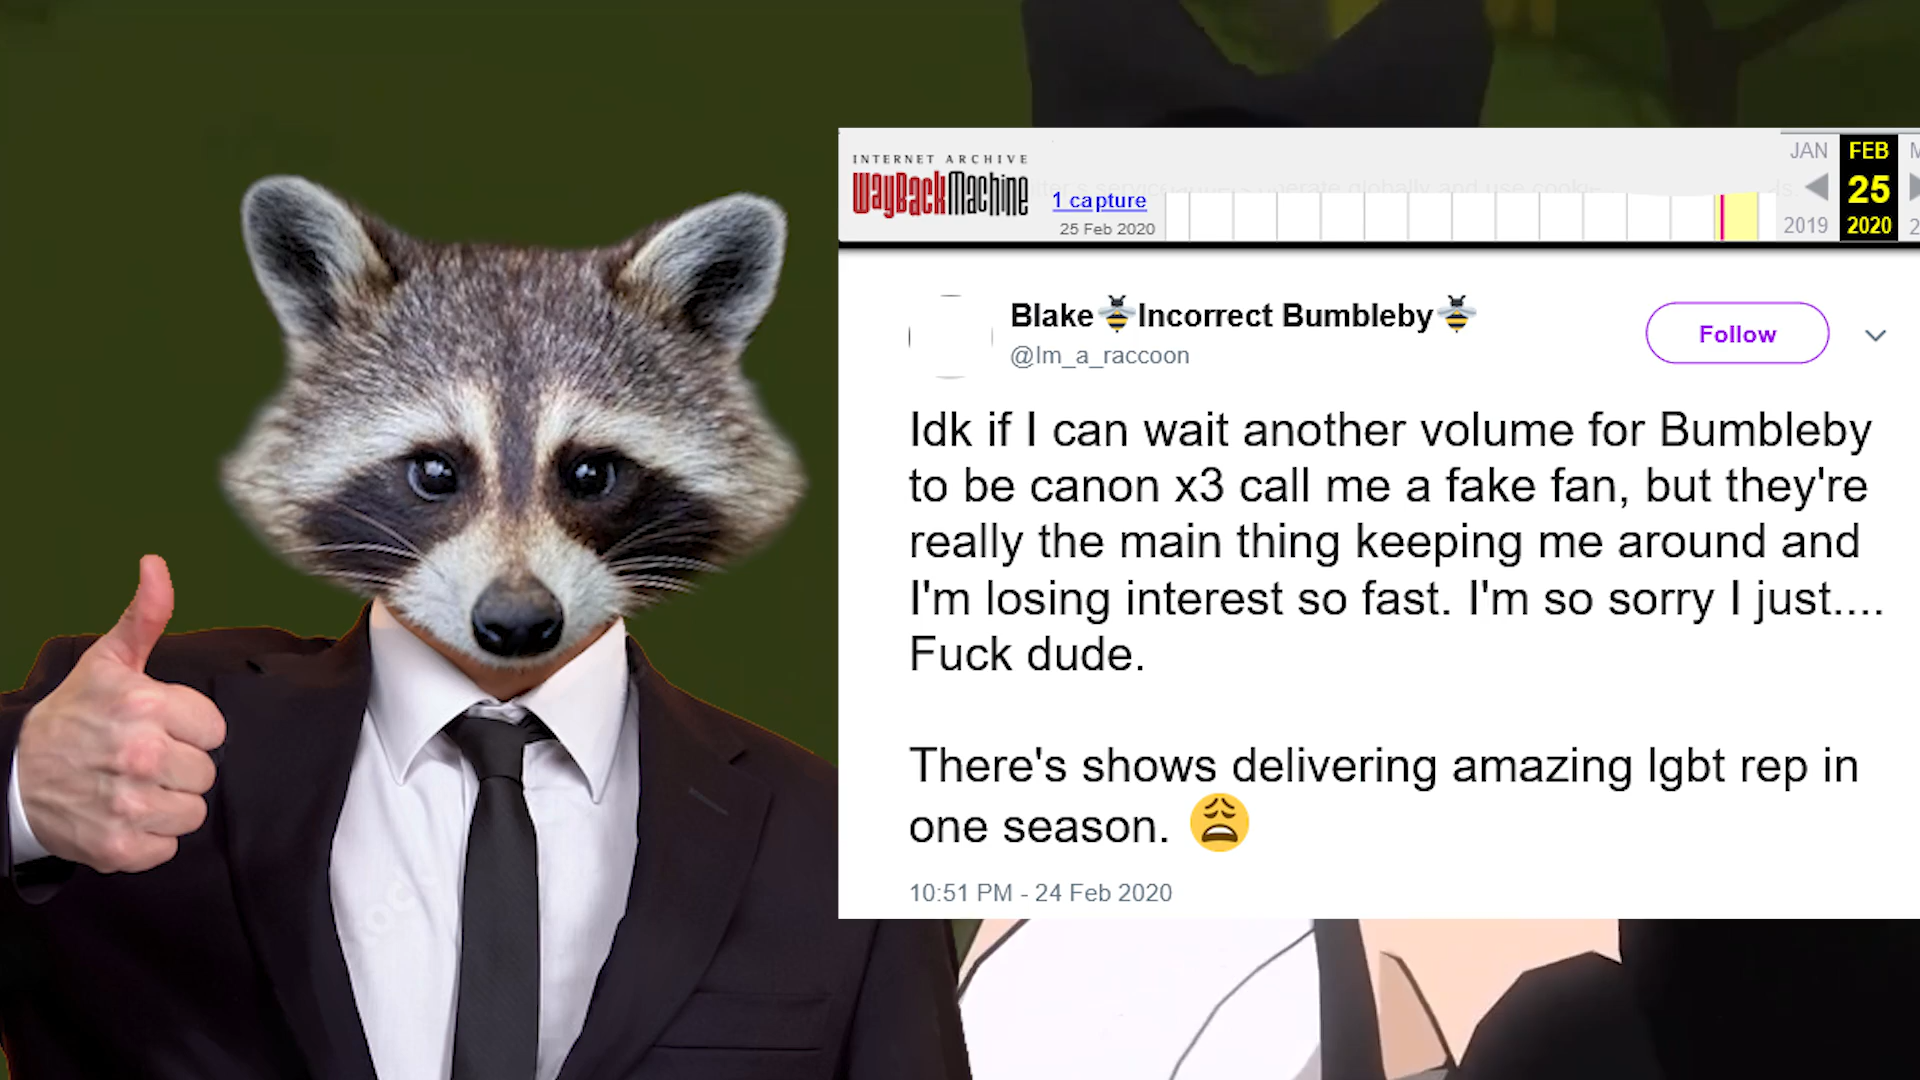 INTERNET ARCHIVE
WayBackMachine
1 capture
25 Feb 2020
JAN
FEB
25
2019
2020
Blake🐝Incorrect Bumbleby🐝
@Im_a_raccoon
Follow
Idk if I can wait another volume for Bumbleby
to be canon x3 call me a fake fan, but they're
really the main thing keeping me around and
I'm losing interest so fast. I'm so sorry I just....
Fuck dude.
There's shows delivering amazing lgbt rep in
one season. 😩
10:51 PM - 24 Feb 2020